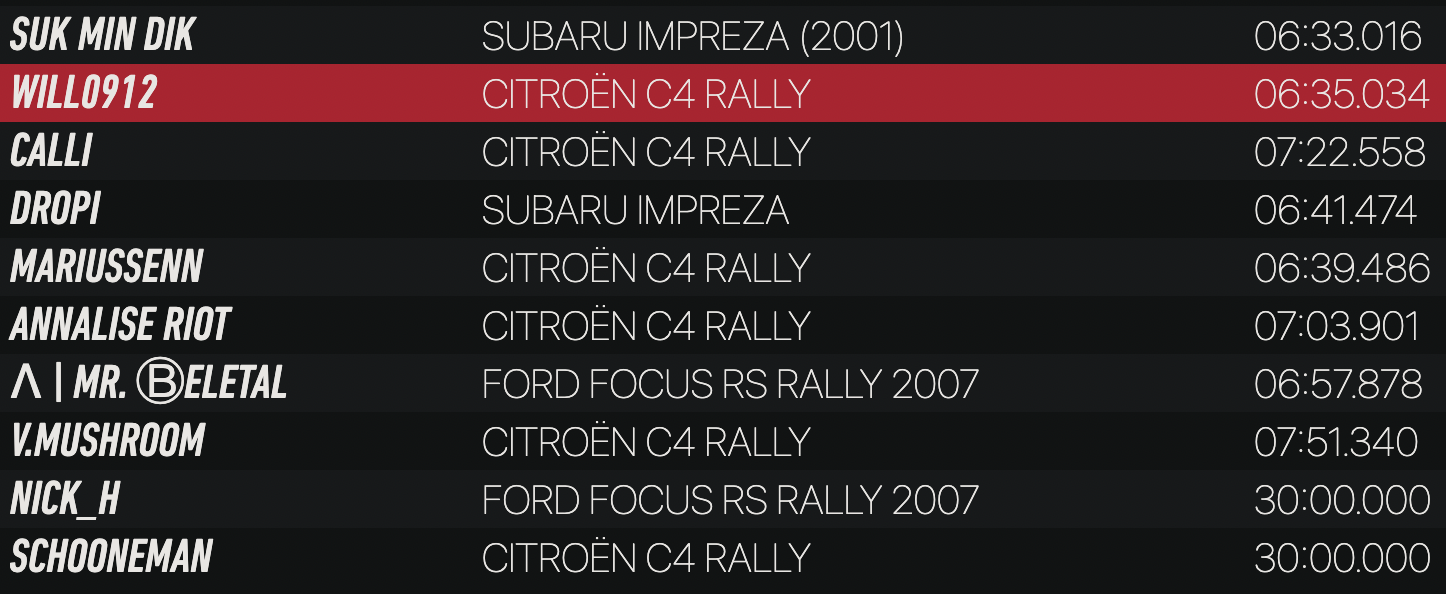 SUK MIN DIK SUBARU IMPREZA (2001) 06:33.016
WILL0912 CITROËN C4 RALLY 06:35.034
CALLI CITROËN C4 RALLY 07:22.558
DROPI SUBARU IMPREZA 06:41.474
MARIUSSENN CITROËN C4 RALLY 06:39.486
ANNALISE RIOT CITROËN C4 RALLY 07:03.901
Λ | MR. ⒷELETAL FORD FOCUS RS RALLY 2007 06:57.878
V.MUSHROOM CITROËN C4 RALLY 07:51.340
NICK_H FORD FOCUS RS RALLY 2007 30:00.000
SCHOONEMAN CITROËN C4 RALLY 30:00.000